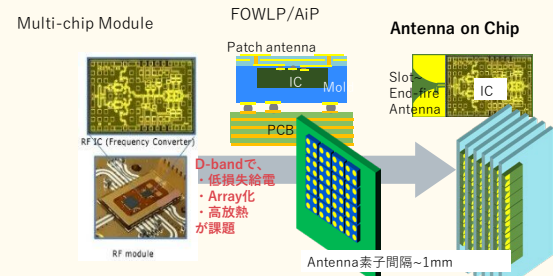 Multi-chip Module
FOWLP/AiP
Antenna on Chip
Patch antenna
IC
Mol
PCB
Slot-
End-fire
Antenna
IC
RF IC (Frequency Converter)
RF module
D-bandで、
・低損失給電
・Array化
・高放熱
が課題
Antenna素子間隔~1mm